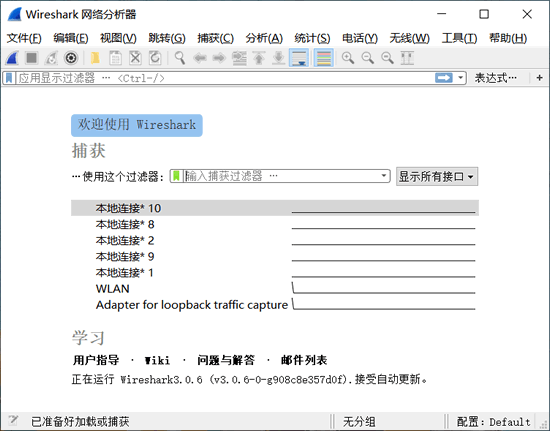 Wireshark 网络分析器
文件(F) 编辑(E) 视图(V) 跳转(G) 捕获(C) 分析(A) 统计(S) 电话(Y) 无线(W) 工具(T) 帮助(H)
应用显示过滤器 … <Ctrl-/> 表达式… +
欢迎使用 Wireshark
捕获
…使用这个过滤器: 输入捕获过滤器 … 显示所有接口
本地连接* 10
本地连接* 8
本地连接* 2
本地连接* 9
本地连接* 1
WLAN
Adapter for loopback traffic capture
学习
用户指导 · Wiki · 问题与解答 · 邮件列表
正在运行 Wireshark3.0.6 (v3.0.6-0-g908c8e357d0f).接受自动更新。
已准备好加载或捕获 无分组 配置: Default